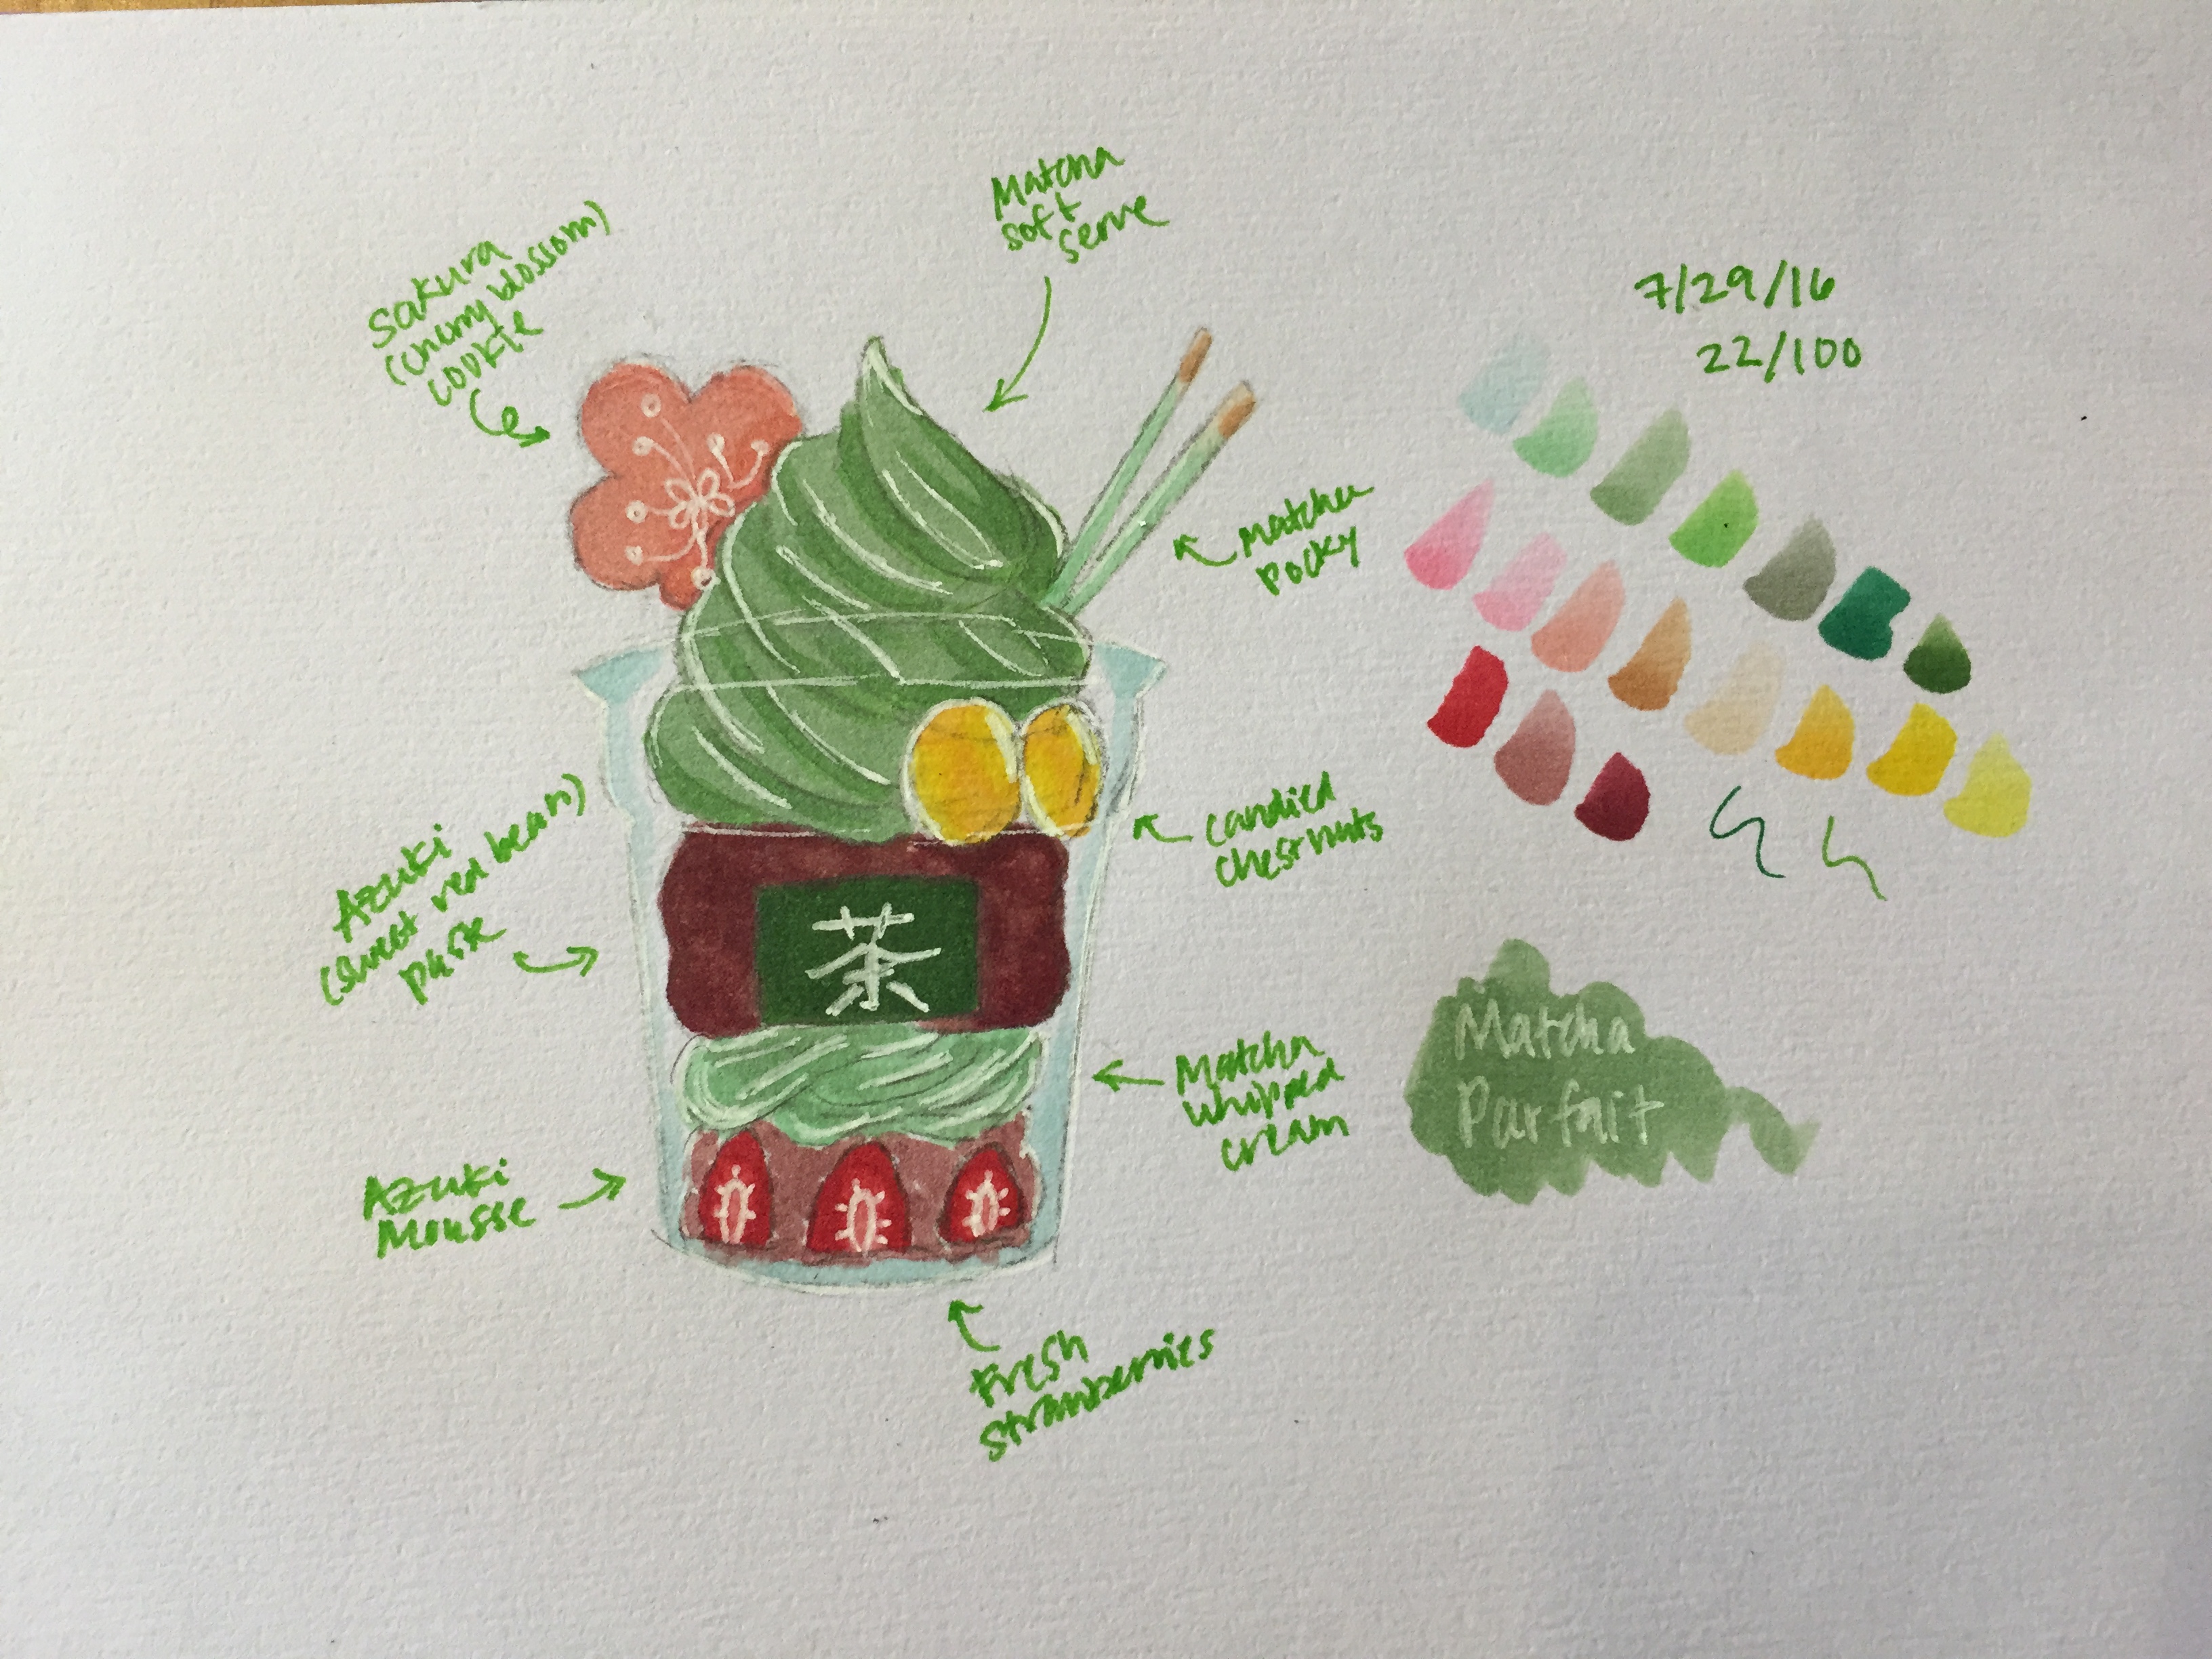 Sakura
(cherry blossom)
cookie
Matcha
soft
serve
Azuki
(sweet red bean)
paste
matcha
pocky
茶
candied
chestnuts
Azuki
Mousse
Matcha
whipped
cream
fresh
strawberries
7/29/16
22/100
Matcha
Parfait